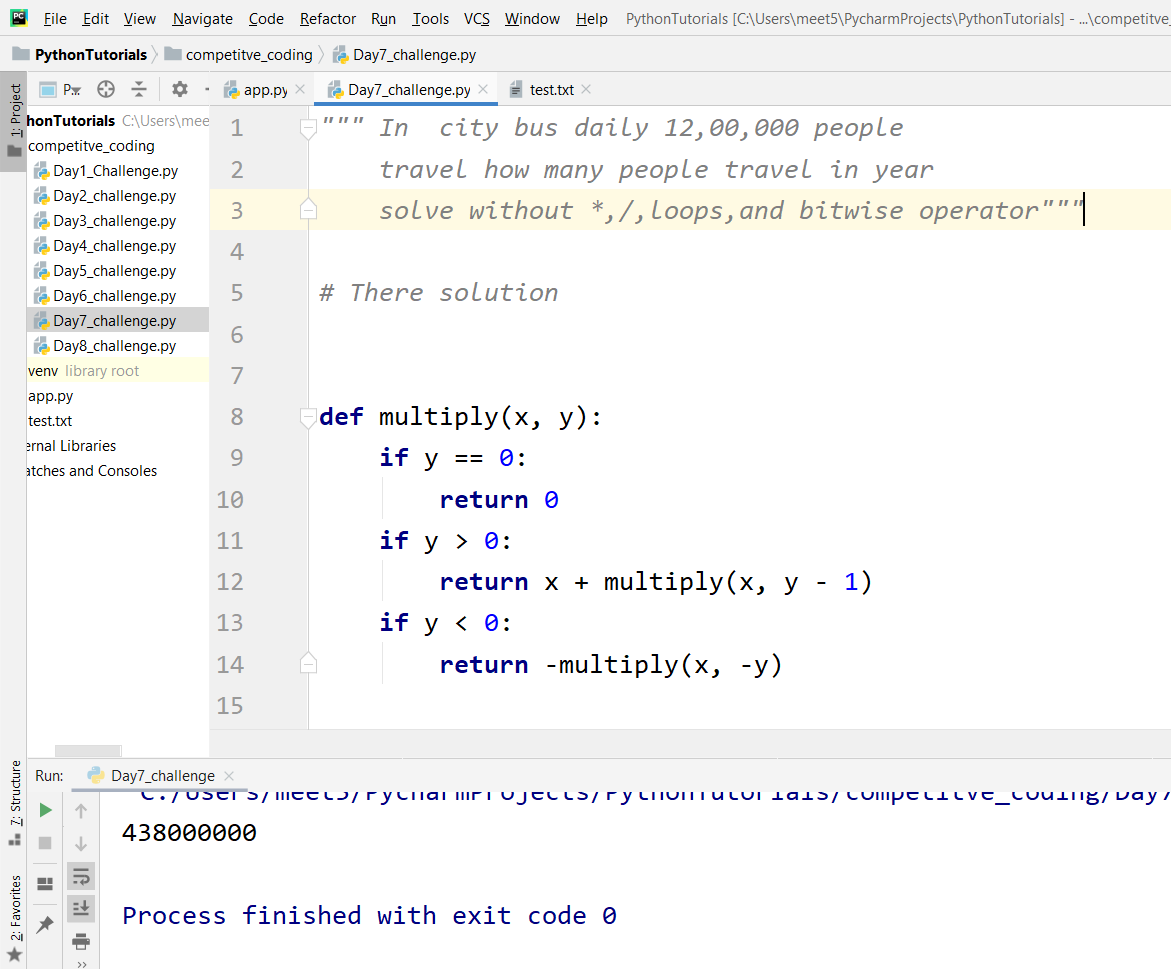 File Edit View Navigate Code Refactor Run Tools VCS Window Help PythonTutorials [C:\Users\meet5\PycharmProjects\PythonTutorials] - ...\competitve_
PythonTutorials competitve_coding Day7_challenge.py
1: Project
P..
app.py
Day7_challenge.py
test.txt
honTutorials C:\Users\mee
competitve_coding
Day1_Challenge.py
Day2_challenge.py
Day3_challenge.py
Day4_challenge.py
Day5_challenge.py
Day6_challenge.py
Day7_challenge.py
Day8_challenge.py
venv library root
app.py
test.txt
ernal Libraries
atches and Consoles
1 """ In city bus daily 12,00,000 people
2 travel how many people travel in year
3 solve without *,/,loops,and bitwise operator"""
4
5 # There solution
6
7
8 def multiply(x, y):
9 if y == 0:
10 return 0
11 if y > 0:
12 return x + multiply(x, y - 1)
13 if y < 0:
14 return -multiply(x, -y)
15
7: Structure
2: Favorites
Run: Day7_challenge
C:/Users/meet5/PycharmProjects/PythonTutorials/competitve_coding/Day7
438000000
Process finished with exit code 0